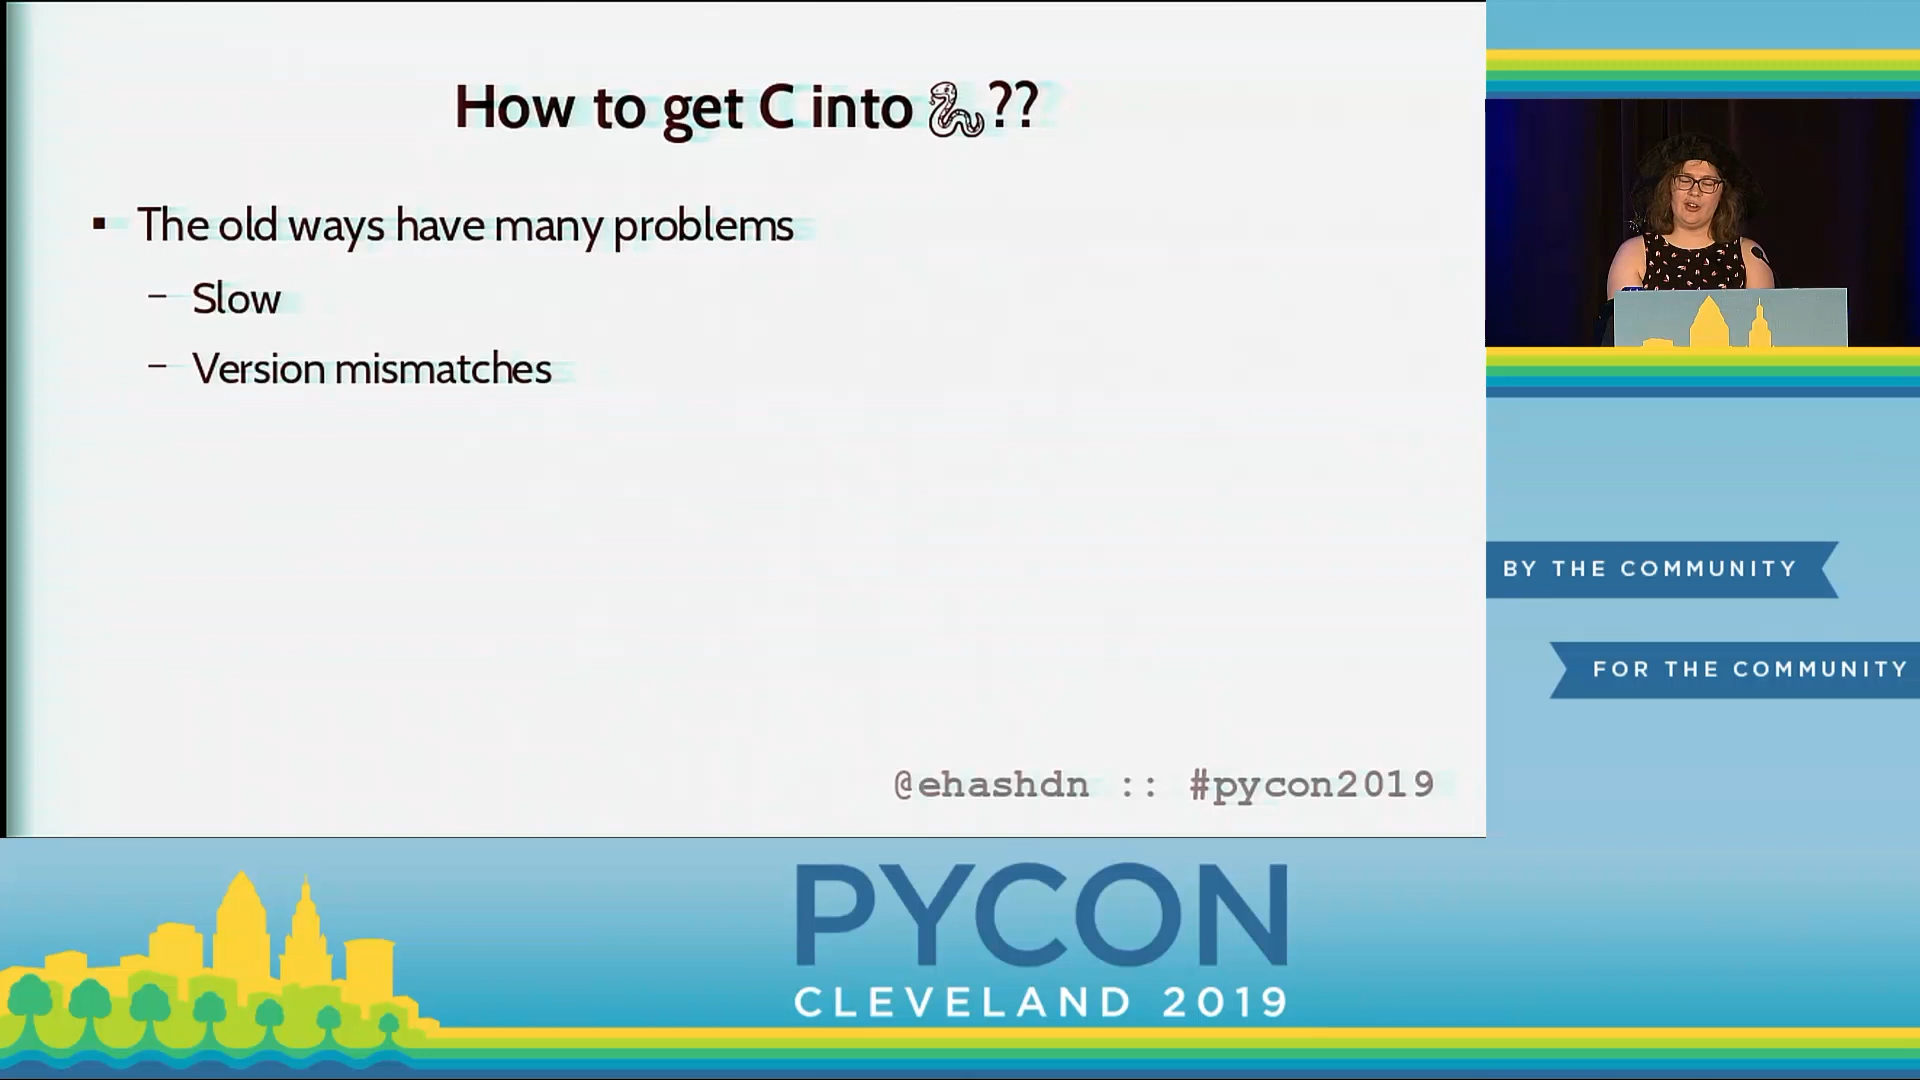 How to get C into 🐍??
▪ The old ways have many problems
– Slow
– Version mismatches
@ehashdn :: #pycon2019
BY THE COMMUNITY
FOR THE COMMUNITY
PYCON
CLEVELAND 2019